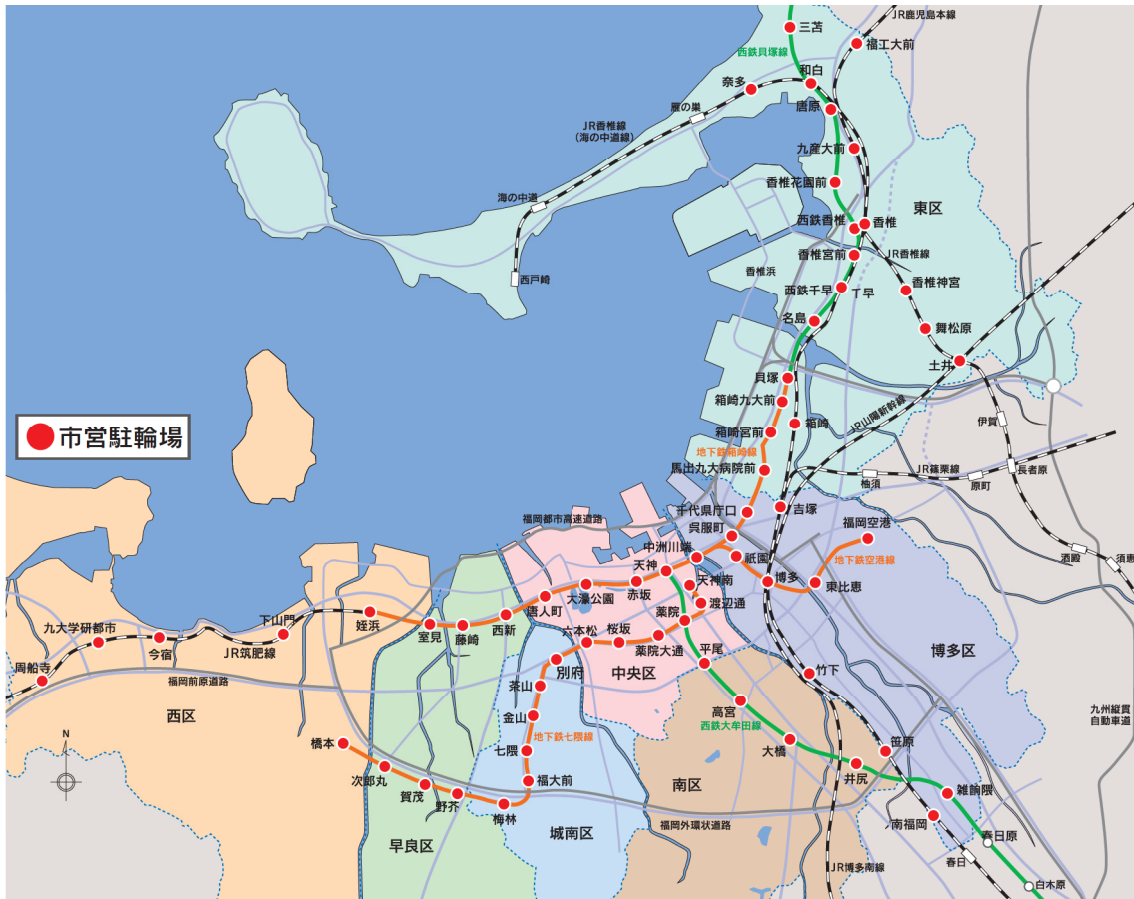 JR鹿児島本線
三苫
福工大前
西鉄貝塚線
和白
奈多
雁の巣
唐原
JR香椎線
(海の中道線)
九産大前
香椎花園前
海の中道
東区
西鉄香椎
香椎
JR香椎線
香椎宮前
香椎浜
西戸崎
西鉄千早
千早
香椎神宮
名島
舞松原
土井
貝塚
箱崎九大前
JR山陽新幹線
伊賀
箱崎宮前
箱崎
市営駐輪場
地下鉄箱崎線
馬出九大病院前
JR篠栗線
長者原
柚須
原町
千代県庁口
吉塚
福岡空港
呉服町
福岡都市高速道路
中洲川端
祇園
酒殿
須恵
地下鉄空港線
天神
天神南
博多
東比恵
大濠公園
赤坂
渡辺通
唐人町
薬院
下山門
姪浜
西新
九大学研都市
室見
藤崎
六本松
桜坂
今宿
JR筑肥線
薬院大通
平尾
博多区
周船寺
別府
中央区
竹下
福岡前原道路
茶山
西区
金山
高宮
九州縦貫
自動車道
西鉄大牟田線
N
橋本
地下鉄七隈線
大橋
笹原
七隈
次郎丸
井尻
福大前
南区
賀茂
野芥
雑餉隈
梅林
南福岡
福岡外環状道路
城南区
春日原
早良区
春日
JR博多南線
白木原